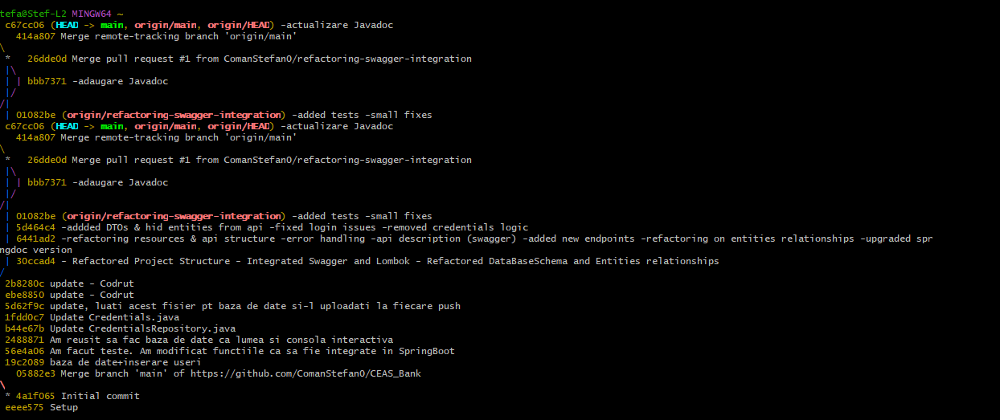 tefa@Stef-L2 MINGW64 ~
c67cc06 (HEAD -> main, origin/main, origin/HEAD) -actualizare Javadoc
414a807 Merge remote-tracking branch 'origin/main'
\
* 26dde0d Merge pull request #1 from ComanStefan0/refactoring-swagger-integration
|\
| | bbb7371 -adaugare Javadoc
|/
/|
| 01082be (origin/refactoring-swagger-integration) -added tests -small fixes
c67cc06 (HEAD -> main, origin/main, origin/HEAD) -actualizare Javadoc
414a807 Merge remote-tracking branch 'origin/main'
\
* 26dde0d Merge pull request #1 from ComanStefan0/refactoring-swagger-integration
|\
| | bbb7371 -adaugare Javadoc
|/
/|
| 01082be (origin/refactoring-swagger-integration) -added tests -small fixes
| 5d464c4 -addded DTOs & hid entities from api -fixed login issues -removed credentials logic
| 6441ad2 -refactoring resources & api structure -error handling -api description (swagger) -added new endpoints -refactoring on entities relationships -upgraded spr
ngdoc version
| 30ccad4 - Refactored Project Structure - Integrated Swagger and Lombok - Refactored DataBaseSchema and Entities relationships
/
2b8280c update - Codrut
ebe8850 update - Codrut
5d62f9c update, luati acest fisier pt baza de date si-l uploadati la fiecare push
1fdd0c7 Update Credentials.java
b44e67b Update CredentialsRepository.java
2488871 Am reusit sa fac baza de date ca lumea si consola interactiva
56e4a06 Am facut teste. Am modificat functiile ca sa fie integrate in SpringBoot
19c2089 baza de date+inserare useri
05882e3 Merge branch 'main' of https://github.com/ComanStefan0/CEAS_Bank
\
* 4a1f065 Initial commit
eeee575 Setup